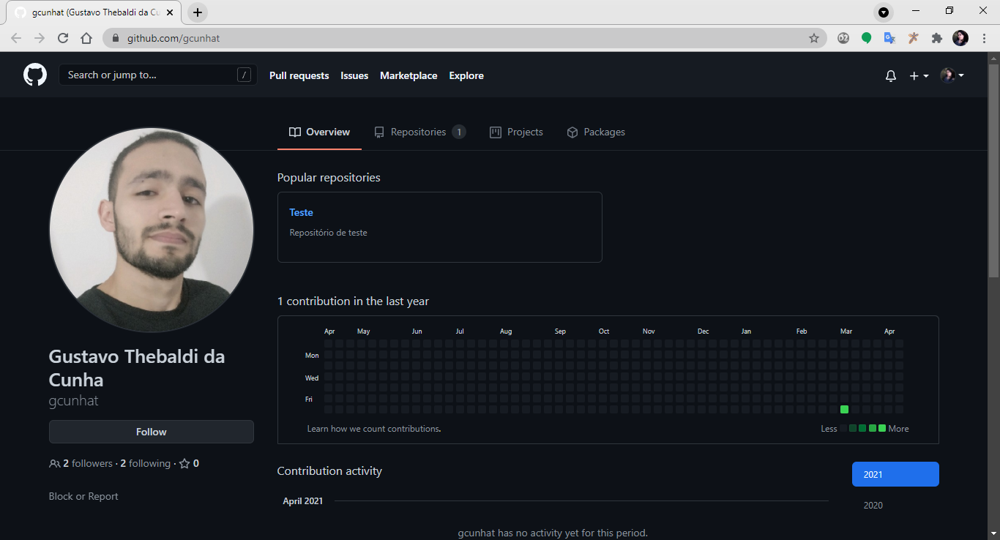 gcunhat (Gustavo Thebaldi da Cu
github.com/gcunhat
Search or jump to...
/
Pull requests
Issues
Marketplace
Explore
Overview
Repositories 1
Projects
Packages
Popular repositories
Teste
Repositório de teste
1 contribution in the last year
Apr May Jun Jul Aug Sep Oct Nov Dec Jan Feb Mar Apr
Mon
Wed
Fri
Learn how we count contributions.
Less More
Gustavo Thebaldi da
Cunha
gcunhat
Follow
2 followers · 2 following · 0
Block or Report
Contribution activity
2021
2020
April 2021
gcunhat has no activity yet for this period.